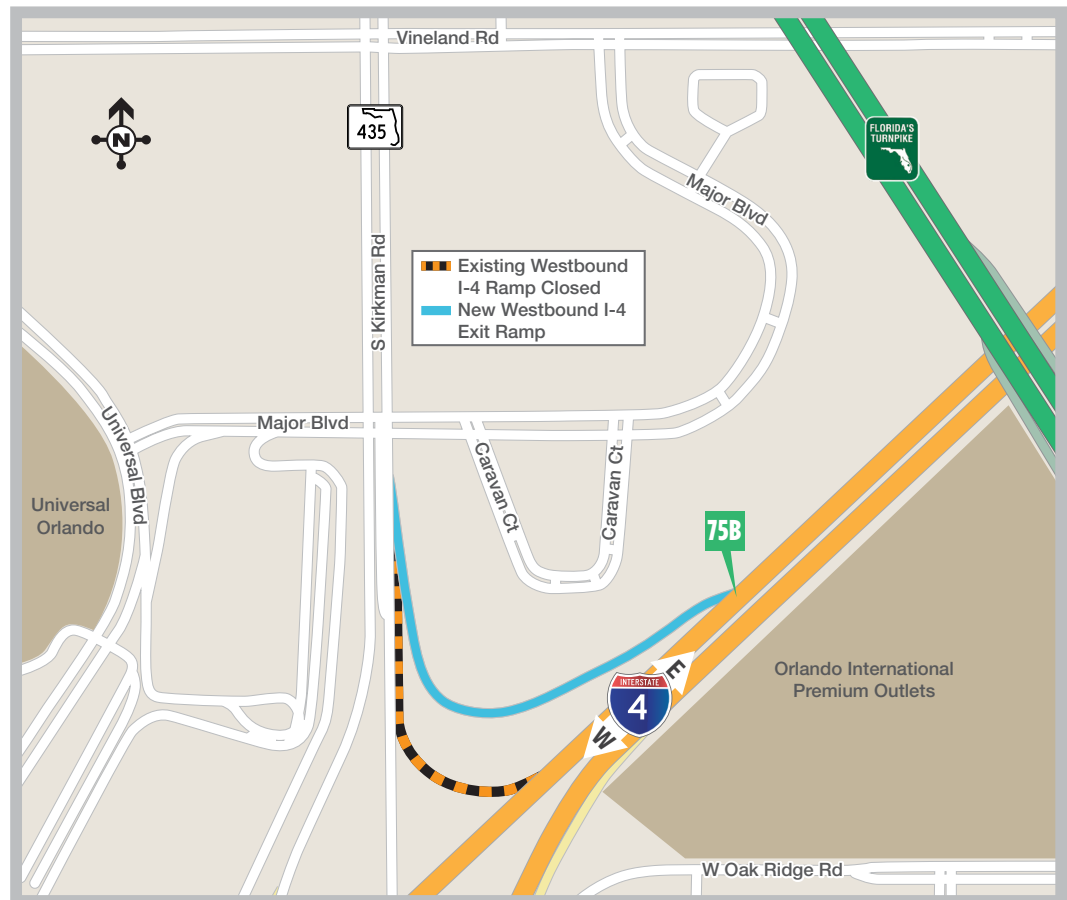 Vineland Rd
N
435
FLORIDA'S
TURNPIKE
Major Blvd
S Kirkman Rd
Existing Westbound
I-4 Ramp Closed
New Westbound I-4
Exit Ramp
Universal Blvd
Major Blvd
Caravan Ct
Caravan Ct
Universal
Orlando
75B
E
INTERSTATE
4
W
Orlando International
Premium Outlets
W Oak Ridge Rd